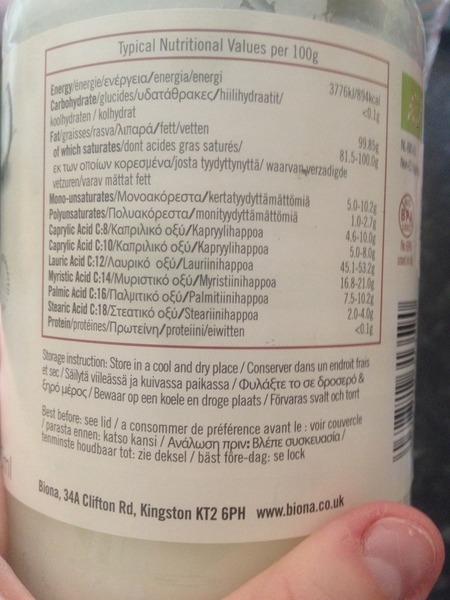 Typical Nutritional Values per 100g
Energy/énergie/ενέργεια/energia/energi 3776kJ/894kcal
Carbohydrate/glucides/υδατάθρακες/hiilihydraatit/ <0.1g
koolhydraten / kolhydrat
Fat/graisses/rasva/λιπαρά/fett/vetten 99.85g
of which saturates/dont acides gras saturés/ 81.5-100.0g
εκ των οποίων κορεσμένα/josta tyydyttynyttä/ waarvan verzadigde
vetzuren/varav mättat fett
Mono-unsaturates/Μονοακόρεστα/kertatyydyttämättömiä 5.0-10.2g
Polyunsaturates/Πολυακόρεστα/monityydyttämättömiä 1.0-2.7g
Caprylic Acid C:8/Καπριλικό οξύ/Kapryylihappoa 4.6-10.0g
Caprylic Acid C:10/Καπριλικό οξύ/Kapryylihappoa 5.0-8.0g
Lauric Acid C:12/Λαυρικό οξύ/Lauriinihappoa 45.1-53.2g
Myristic Acid C:14/Μυριστικό οξύ/Myristiinihappoa 16.8-21.0g
Palmic Acid C:16/Παλμιτικό οξύ/Palmitiinihappoa 7.5-10.2g
Stearic Acid C:18/Στεατικό οξύ/Steariinihappoa 2.0-4.0g
Protein/protéines/Πρωτεϊνη/proteiini/eiwitten <0.1g
Storage instruction: Store in a cool and dry place / Conserver dans un endroit frais
et sec / Säilytä viileässä ja kuivassa paikassa / Φυλάξτε το σε δροσερό &
ξηρό μέρος / Bewaar op een koele en droge plaats / Förvaras svalt och torrt
Best before: see lid / a consommer de préférence avant le : voir couvercle
/ parasta ennen: katso kansi / Ανάλωση πριν: Βλέπε συσκευασία /
tenminste houdbaar tot: zie deksel / bäst före-dag: se lock
Biona, 34A Clifton Rd, Kingston KT2 6PH www.biona.co.uk
BPA